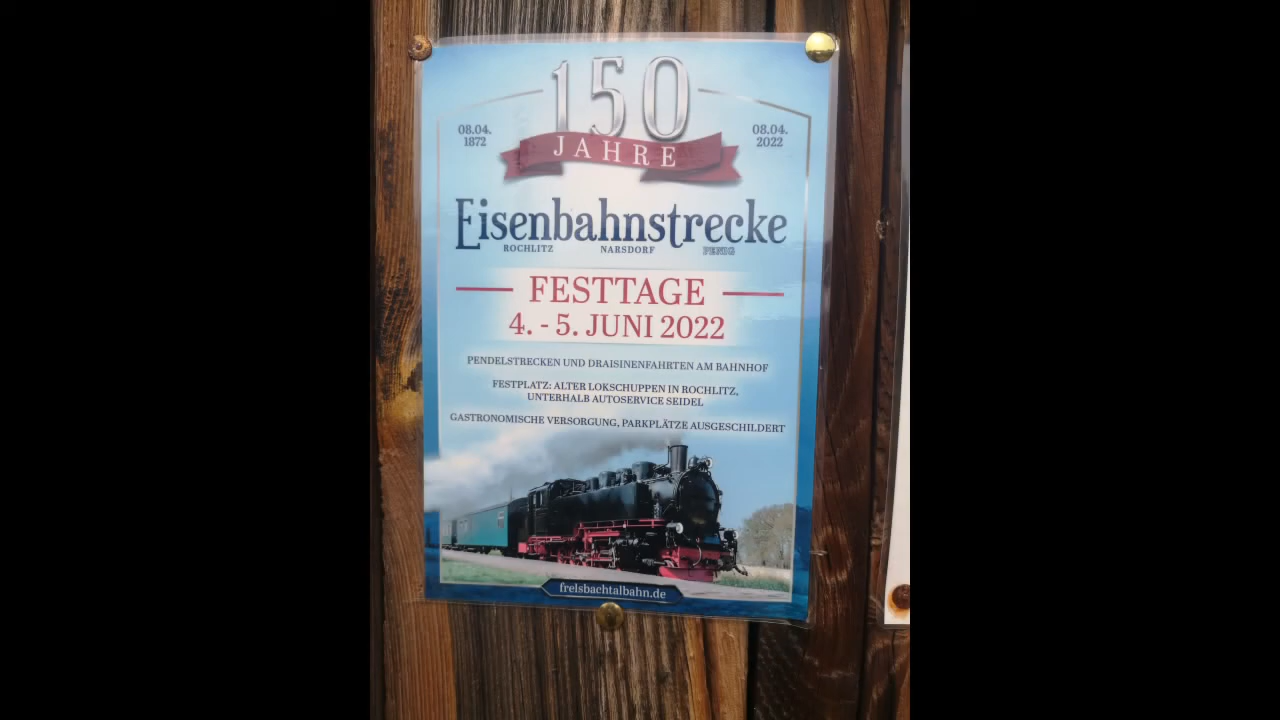 150
JAHRE
08.04.
1872
08.04.
2022
Eisenbahnstrecke
ROCHLITZ NARSDORF PENIG
FESTTAGE
4. - 5. JUNI 2022
PENDELSTRECKEN UND DRAISINENFAHRTEN AM BAHNHOF
FESTPLATZ: ALTER LOKSCHUPPEN IN ROCHLITZ,
UNTERHALB AUTOSERVICE SEIDEL
GASTRONOMISCHE VERSORGUNG, PARKPLÄTZE AUSGESCHILDERT
frelsbachtalbahn.de